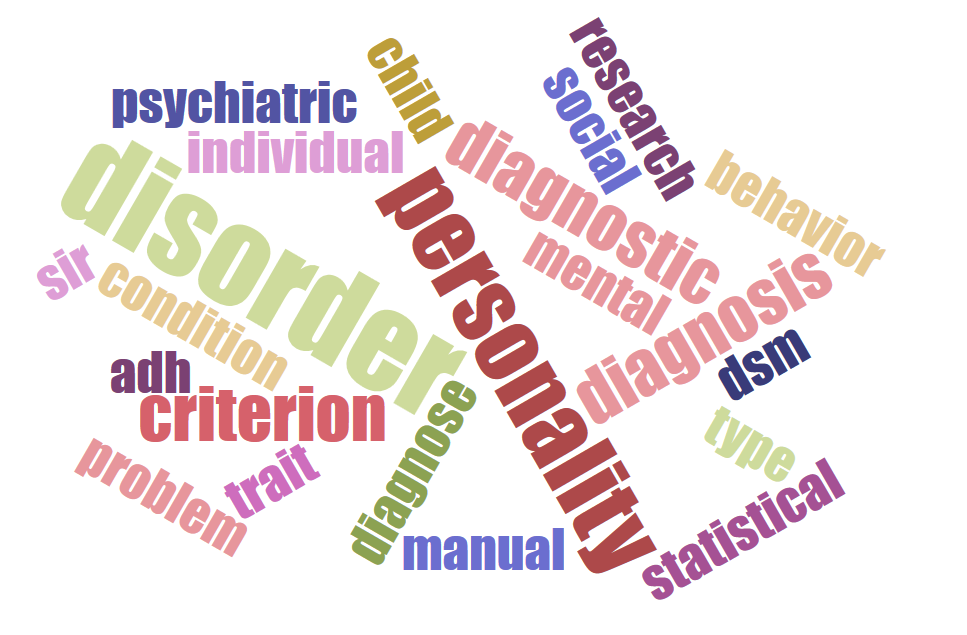 child
research
social
psychiatric
individual
diagnostic
behavior
disorder
personality
mental
sir
condition
diagnosis
dsm
adh
criterion
diagnose
type
problem
trait
manual
statistical